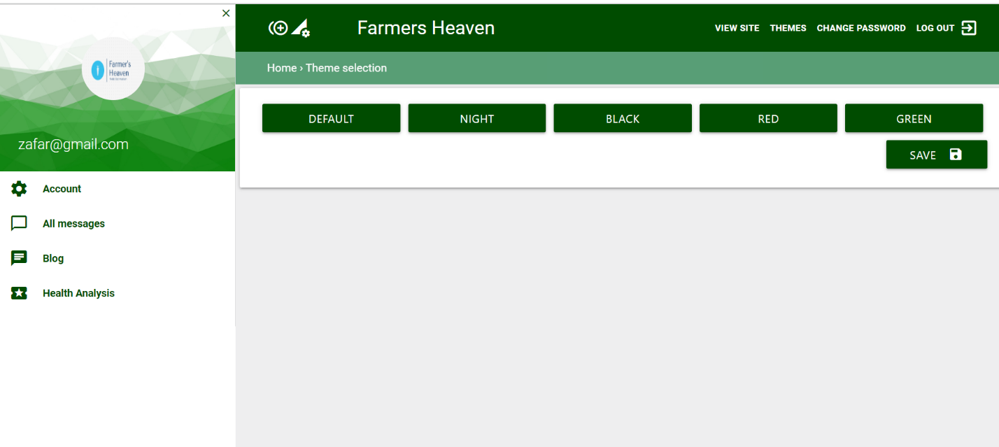 Farmer's
Heaven
zafar@gmail.com
Account
All messages
Blog
Health Analysis
Farmers Heaven
VIEW SITE THEMES CHANGE PASSWORD LOG OUT
Home › Theme selection
DEFAULT NIGHT BLACK RED GREEN
SAVE